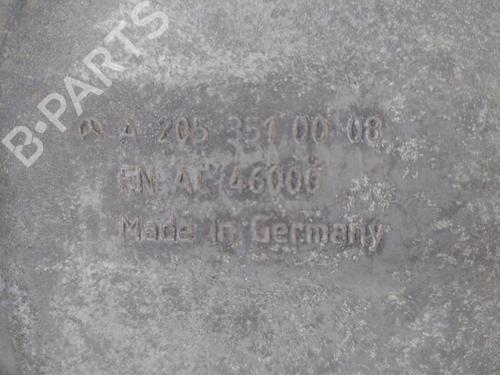 B-PARTS
A 205 351 00 08
EN AC 46000
Made in Germany